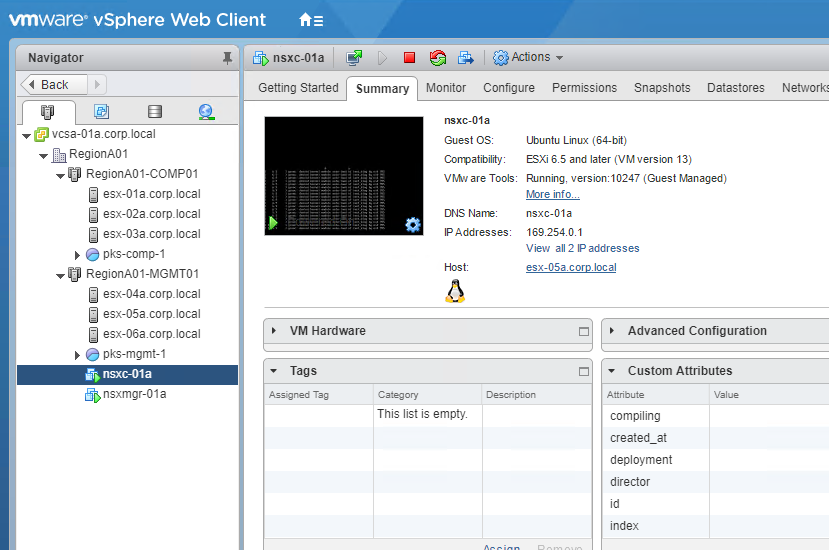 vmware® vSphere Web Client
Navigator
Back
vcsa-01a.corp.local
RegionA01
RegionA01-COMP01
esx-01a.corp.local
esx-02a.corp.local
esx-03a.corp.local
pks-comp-1
RegionA01-MGMT01
esx-04a.corp.local
esx-05a.corp.local
esx-06a.corp.local
pks-mgmt-1
nsxc-01a
nsxmgr-01a
nsxc-01a
Actions
Getting Started Summary Monitor Configure Permissions Snapshots Datastores Networks
nsxc-01a
Guest OS: Ubuntu Linux (64-bit)
Compatibility: ESXi 6.5 and later (VM version 13)
VMware Tools: Running, version:10247 (Guest Managed)
More info...
DNS Name: nsxc-01a
IP Addresses: 169.254.0.1
View all 2 IP addresses
Host: esx-05a.corp.local
VM Hardware
Tags
Assigned Tag Category Description
This list is empty.
Assign Remove
Advanced Configuration
Custom Attributes
Attribute Value
compiling
created_at
deployment
director
id
index